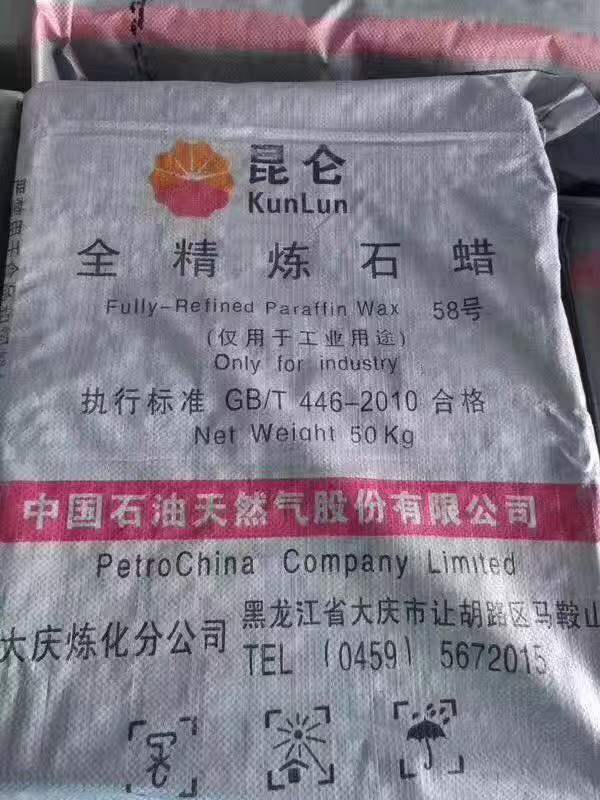 昆仑
KunLun
全精炼石蜡
Fully-Refined Paraffin Wax 58号
(仅用于工业用途)
Only for industry
执行标准 GB/T 446-2010 合格
Net Weight 50Kg
中国石油天然气股份有限公司
PetroChina Company Limited
大庆炼化分公司
黑龙江省大庆市让胡路区马鞍山
TEL (0459) 5672015